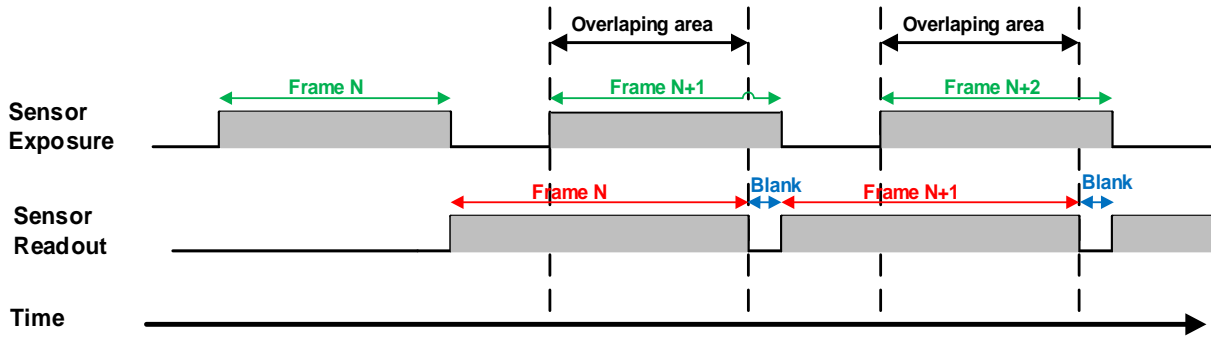 Overlaping area
Overlaping area
Frame N
Frame N+1
Frame N+2
Sensor
Exposure
Frame N
Blank
Frame N+1
Blank
Sensor
Readout
Time